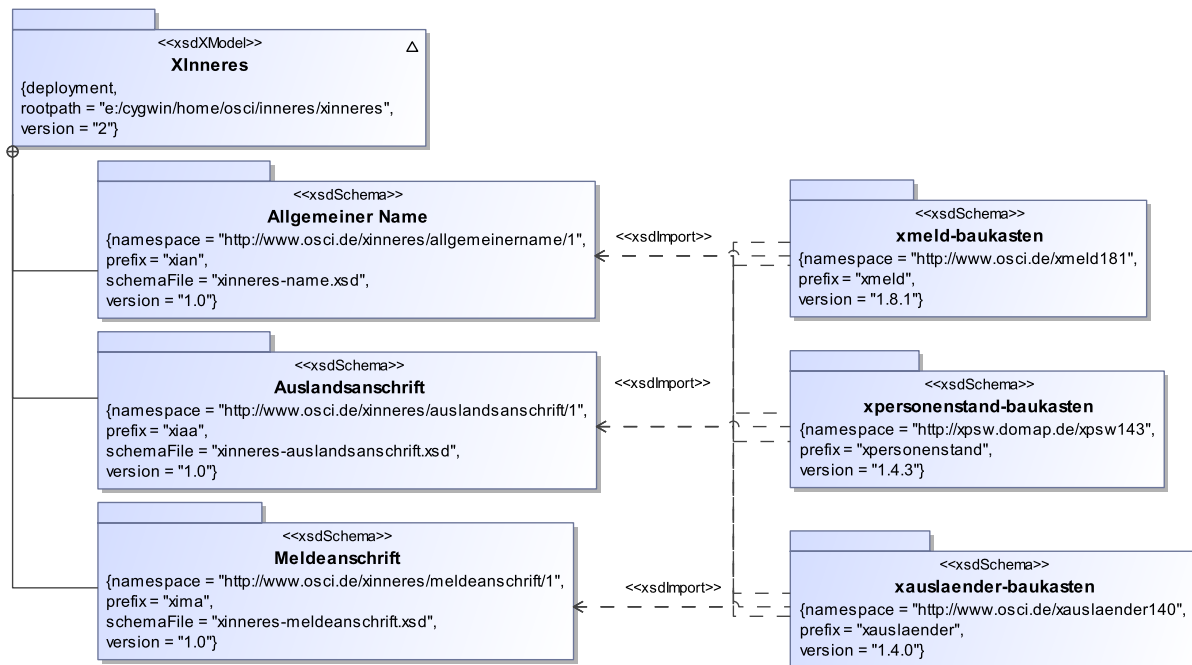 <<xsdXModel>>
XInneres
{deployment,
rootpath = "e:/cygwin/home/osci/inneres/xinneres",
version = "2"}
<<xsdSchema>>
Allgemeiner Name
{namespace = "http://www.osci.de/xinneres/allgemeinername/1",
prefix = "xian",
schemaFile = "xinneres-name.xsd",
version = "1.0"}
<<xsdImport>>
<<xsdSchema>>
xmeld-baukasten
{namespace = "http://www.osci.de/xmeld181",
prefix = "xmeld",
version = "1.8.1"}
<<xsdSchema>>
Auslandsanschrift
{namespace = "http://www.osci.de/xinneres/auslandsanschrift/1",
prefix = "xiaa",
schemaFile = "xinneres-auslandsanschrift.xsd",
version = "1.0"}
<<xsdImport>>
<<xsdSchema>>
xpersonenstand-baukasten
{namespace = "http://xpsw.domap.de/xpsw143",
prefix = "xpersonenstand",
version = "1.4.3"}
<<xsdSchema>>
Meldeanschrift
{namespace = "http://www.osci.de/xinneres/meldeanschrift/1",
prefix = "xima",
schemaFile = "xinneres-meldeanschrift.xsd",
version = "1.0"}
<<xsdImport>>
<<xsdSchema>>
xauslaender-baukasten
{namespace = "http://www.osci.de/xauslaender140",
prefix = "xauslaender",
version = "1.4.0"}